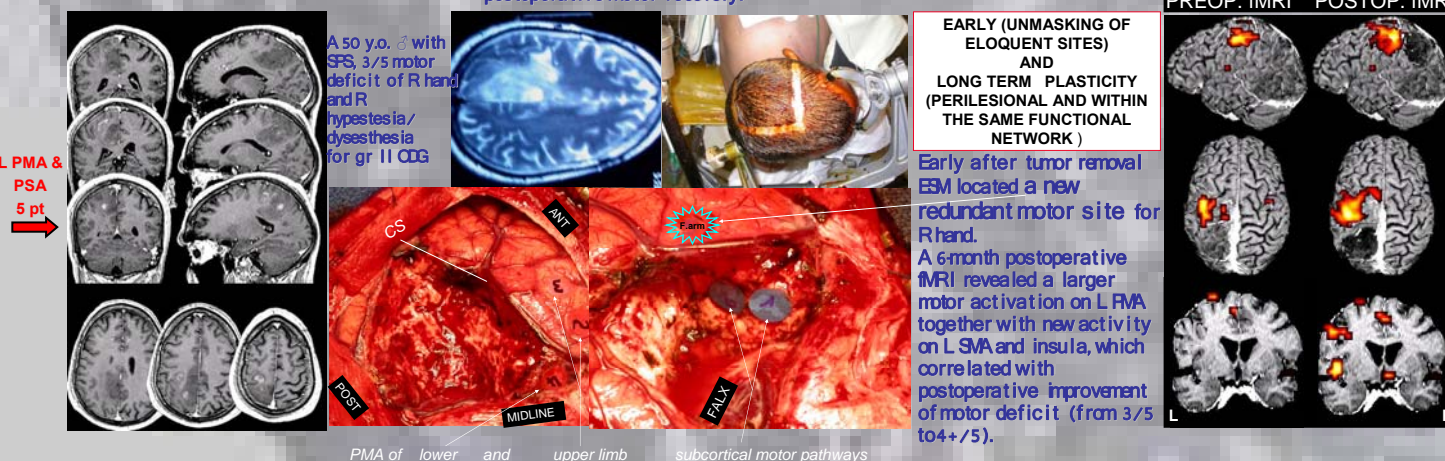 postoperative motor recovery.
PREOP. fMRI POSTOP. fMRI
L PMA &
PSA
5 pt
A 50 y.o. ♂ with
SPS, 3/5 motor
deficit of R hand
and R
hypestesia/
dysesthesia
for gr II ODG
EARLY (UNMASKING OF
ELOQUENT SITES)
AND
LONG TERM PLASTICITY
(PERILESIONAL AND WITHIN
THE SAME FUNCTIONAL
NETWORK )
CS
ANT
3
2
POST
MIDLINE
F.arm
FALX
Early after tumor removal
ESM located a new
redundant motor site for
R hand.
A 6-month postoperative
fMRI revealed a larger
motor activation on L PMA
together with new activity
on L SMA and insula, which
correlated with
postoperative improvement
of motor deficit (from 3/5
to4+/5).
L
PMA of lower and upper limb
subcortical motor pathways